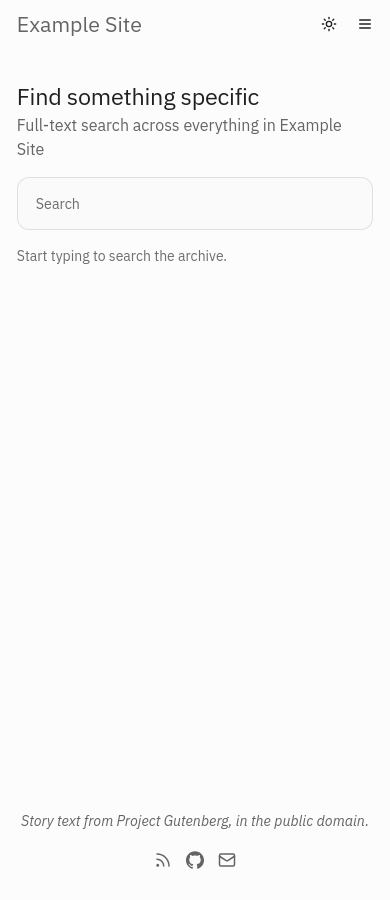 Example Site
Find something specific
Full-text search across everything in Example
Site
Search
Start typing to search the archive.
Story text from Project Gutenberg, in the public domain.